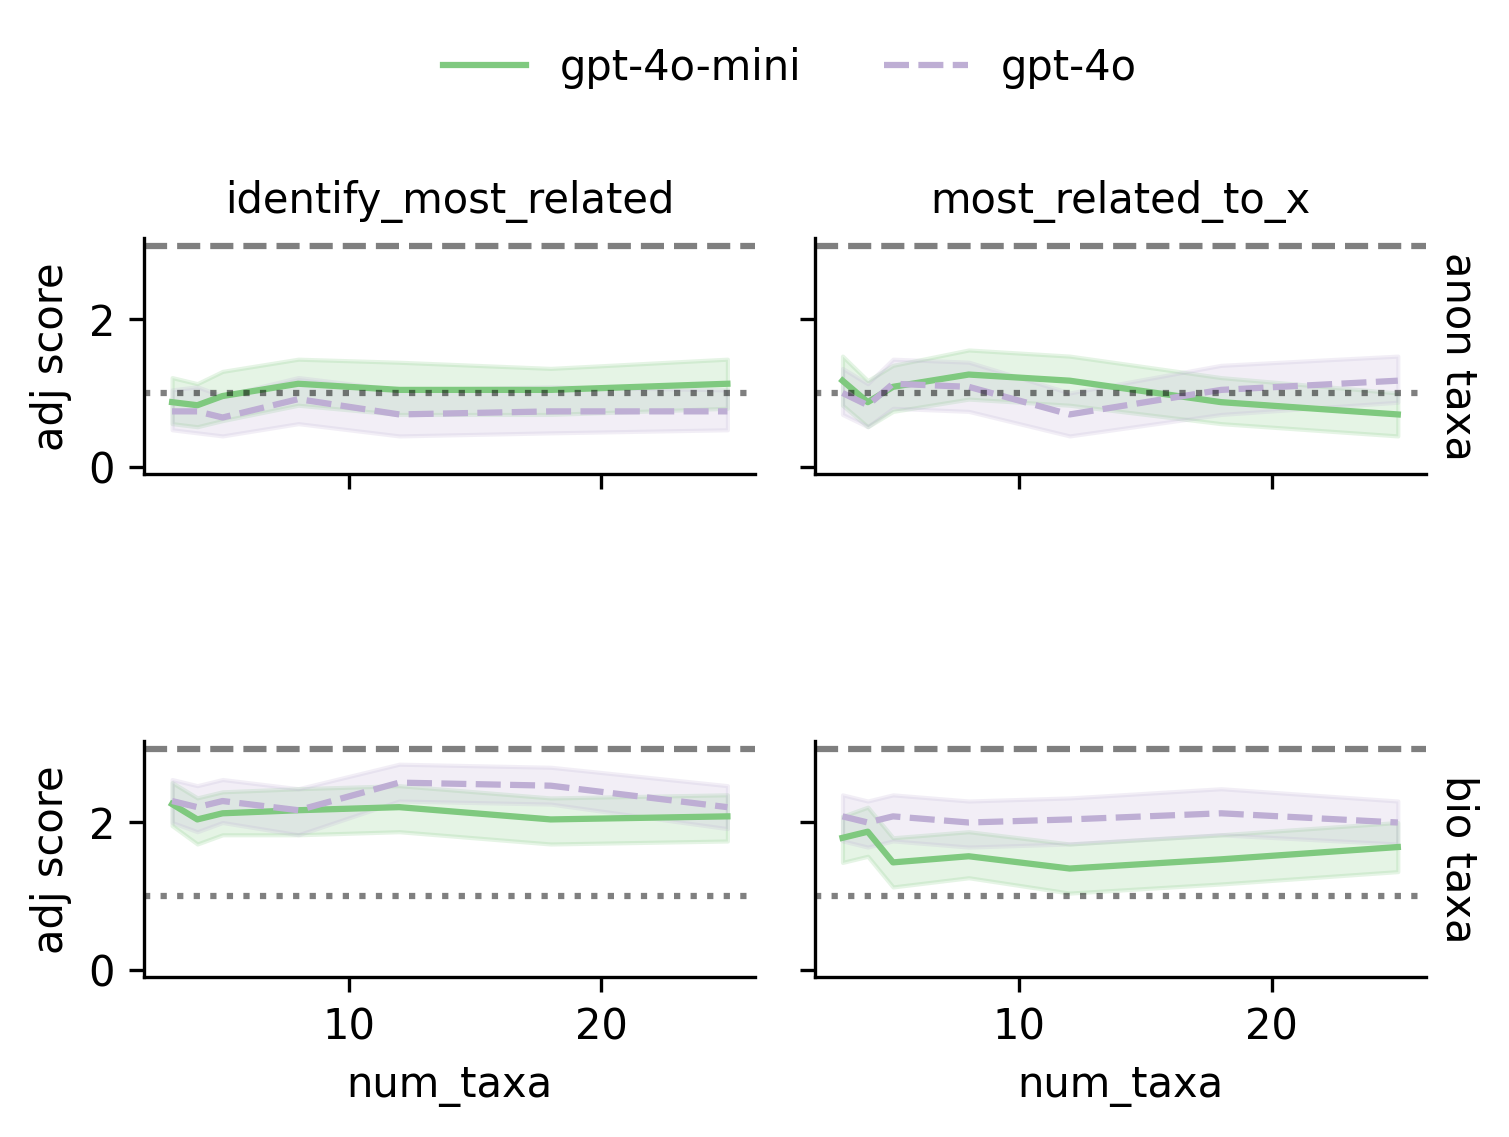 gpt-4o-mini gpt-4o
identify_most_related most_related_to_x
adj score
2
0
anon taxa
adj score
2
0
bio taxa
10 20 10 20
num_taxa num_taxa